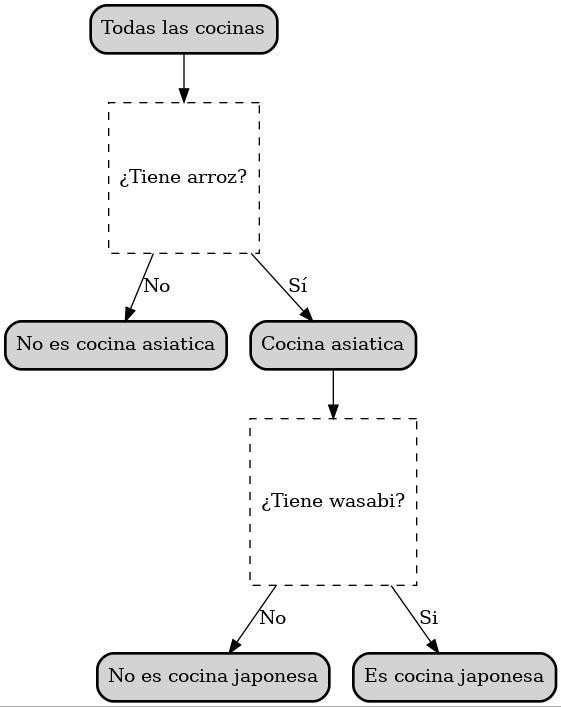 Todas las cocinas
¿Tiene arroz?
No
Sí
No es cocina asiatica
Cocina asiatica
¿Tiene wasabi?
No
Si
No es cocina japonesa
Es cocina japonesa